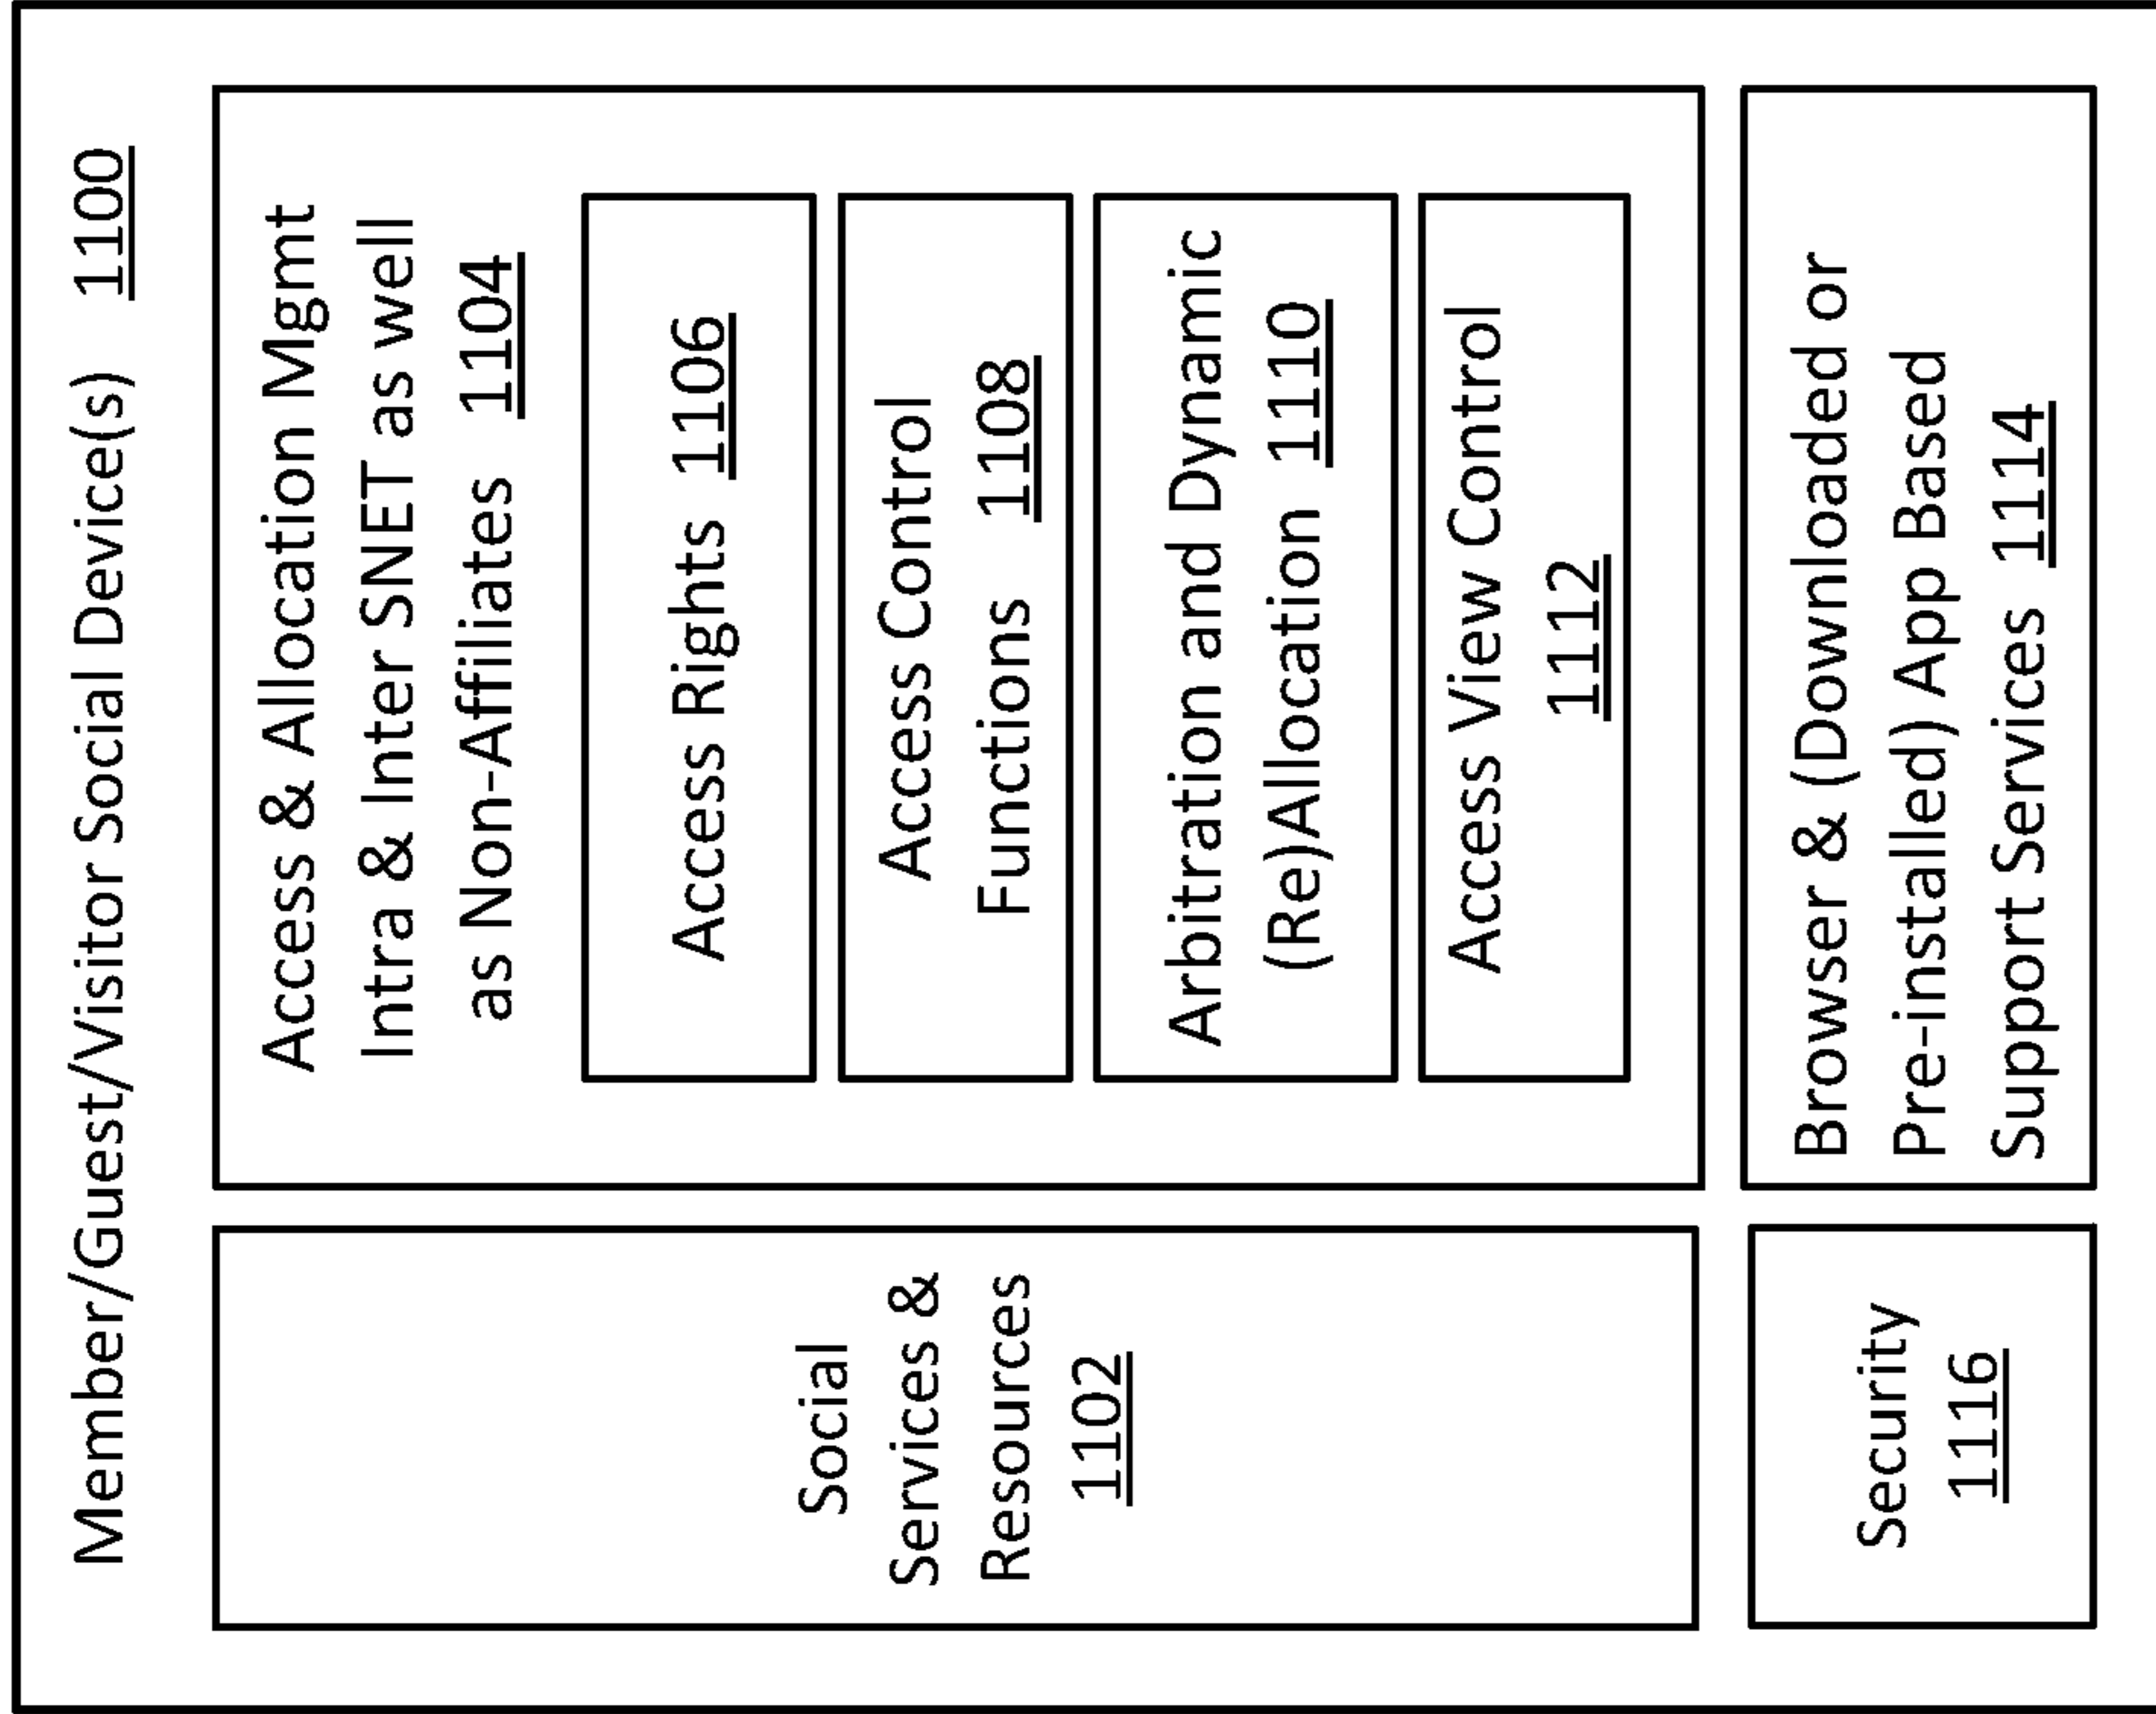 Member/Guest/Visitor Social Device(s) 1100
Social
Services &
Resources
1102
Access & Allocation Mgmt
Intra & Inter SNET as well
as Non-Affiliates 1104
Access Rights 1106
Access Control
Functions 1108
Arbitration and Dynamic
(Re)Allocation 1110
Access View Control
1112
Security
1116
Browser & (Downloaded or
Pre-installed) App Based
Support Services 1114